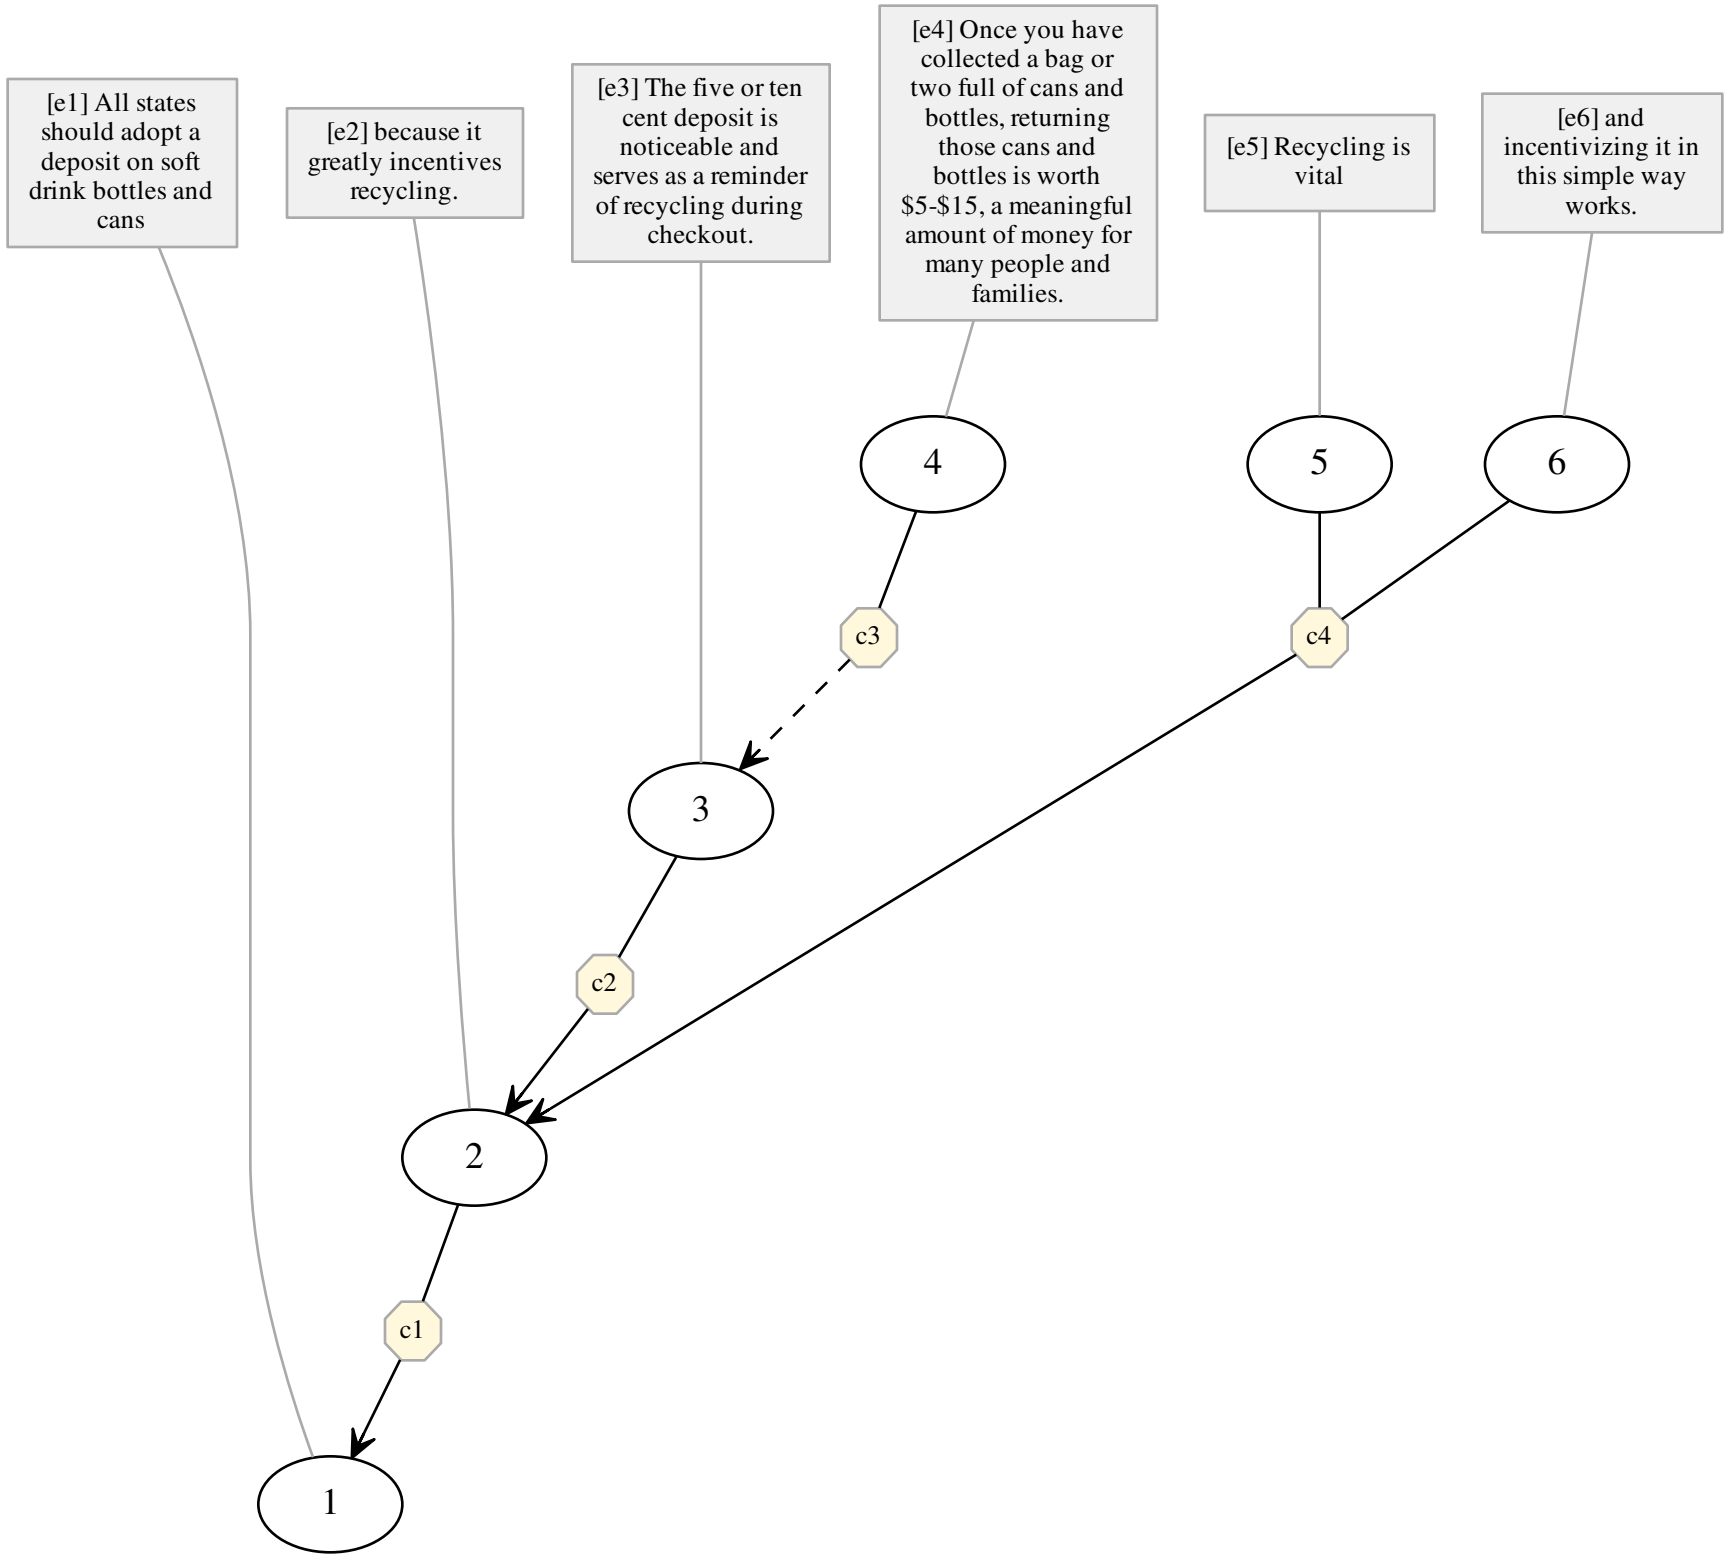 [e1] All states
should adopt a
deposit on soft
drink bottles and
cans
[e2] because it
greatly incentives
recycling.
[e3] The five or ten
cent deposit is
noticeable and
serves as a reminder
of recycling during
checkout.
[e4] Once you have
collected a bag or
two full of cans and
bottles, returning
those cans and
bottles is worth
$5-$15, a meaningful
amount of money for
many people and
families.
[e5] Recycling is
vital
[e6] and
incentivizing it in
this simple way
works.
4
5
6
c3
c4
3
c2
2
c1
1